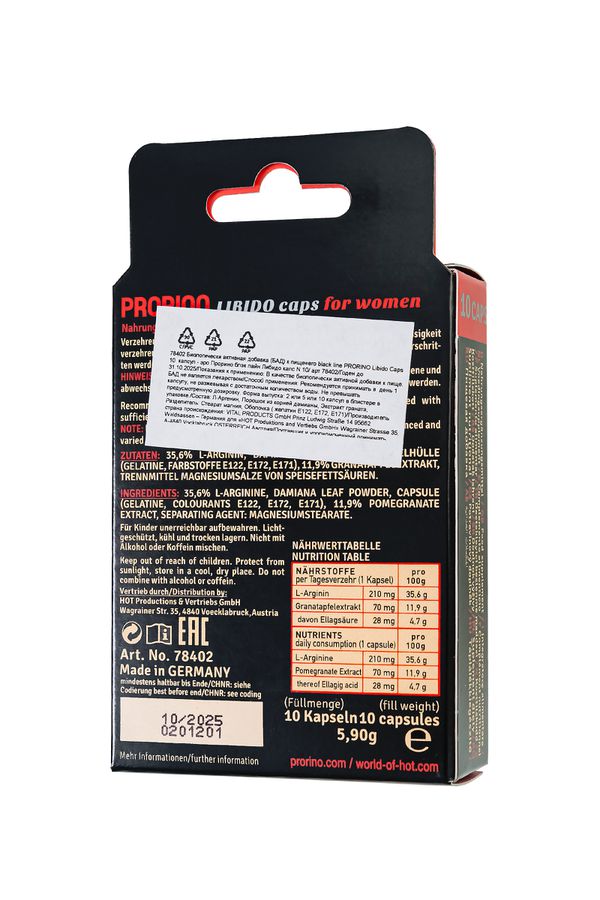 PRORINO LIBIDO caps for women
10 CAPS
78402 Биологически активная добавка (БАД) к пище black line PRORINO Libido Caps
10 капсул - аро Прорино блэк лайн Либидо капс N 10/ арт 78402/Годен до
31.10.2025/Показания к применению: В качестве биологически активной добавки к пище.
БАД не является лекарством/Способ применения: Рекомендуется принимать в день 1
капсулу, не разжевывая с достаточным количеством воды. Не превышать
дозировку. Форма выпуска: 2 или 5 или 10 капсул в блистере в
упаковке./Состав: Л-Аргинин, Порошок из корней дамианы, Экстракт граната,
Разделитель: Стеарат магния, Оболочка ( желатин E122, E172, E171)/Производитель
страна происхождения: VITAL PRODUCTS GmbH Prinz Ludwig Straße 14 95652
Waldsassen – Германия для «HOT Productions and Vertriebs GmbH» Wagrainer Strasse 35
A-4840 Vöcklabruck ÖSTERREICH
ZUTATEN: 35,6% L-ARGININ,
(GELATINE, FARBSTOFFE E122, E172, E171), 11,9%
TRENNMITTEL MAGNESIUMSALZE VON SPEISEFETTSÄUREN.
INGREDIENTS: 35,6% L-ARGININE, DAMIANA LEAF POWDER, CAPSULE
(GELATINE, COLOURANTS E122, E172, E171), 11,9% POMEGRANATE
EXTRACT, SEPARATING AGENT: MAGNESIUMSTEARATE.
Für Kinder unerreichbar aufbewahren. Licht-
geschützt, kühl und trocken lagern. Nicht mit
Alkohol oder Koffein mischen.
Keep out of reach of children. Protect from
sunlight, store in a cool, dry place. Do not
combine with alcohol or coffein.
Vertrieb durch/Distribution by:
HOT Productions & Vertriebs GmbH
Wagrainer Str. 35, 4840 Voecklabruck, Austria
EAC
Art. No. 78402
Made in GERMANY
mindestens haltbar bis Ende/CHNR: siehe
Codierung best before end/CHNR: see coding
10/2025
0201201
Mehr Informationen/further information
NÄHRWERTTABELLE
NUTRITION TABLE
NÄHRSTOFFE pro
per Tagesverzehr (1 Kapsel) 100g
L-Arginin 210 mg 35,6 g
Granatapfelextrakt 70 mg 11,9 g
davon Ellagsäure 28 mg 4,7 g
NUTRIENTS pro
daily consumption (1 capsule) 100g
L-Arginine 210 mg 35,6 g
Pomegranate Extract 70 mg 11,9 g
thereof Ellagig acid 28 mg 4,7 g
(Füllmenge) (fill weight)
10 Kapseln 10 capsules
5,90g e
prorino.com / world-of-hot.com